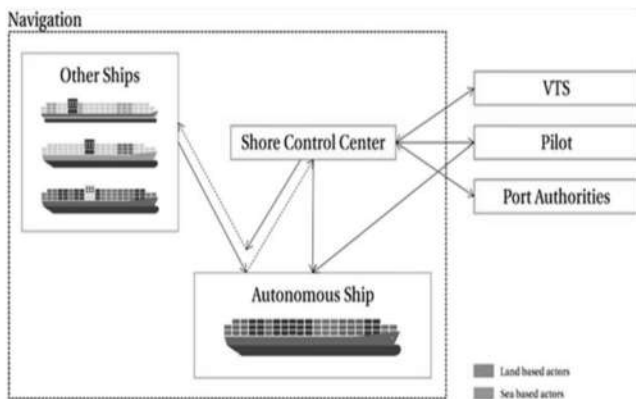 Navigation
Other Ships
Shore Control Center
Autonomous Ship
VTS
Pilot
Port Authorities
Land based actors
Sea based actors